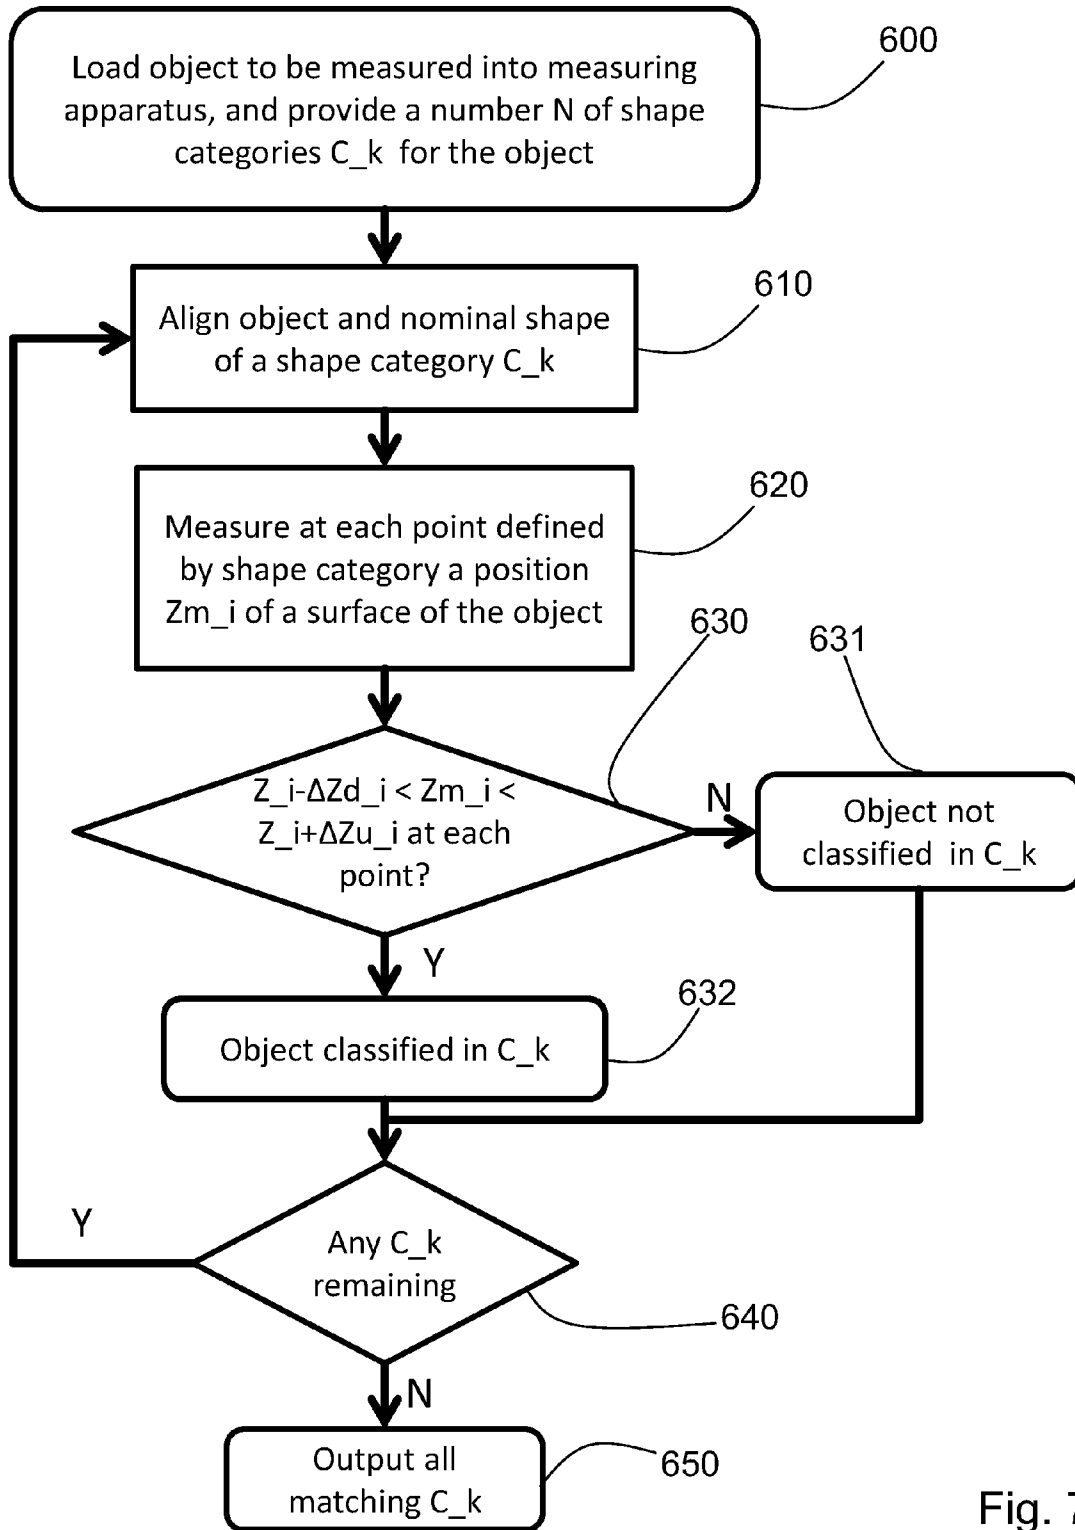 Load object to be measured into measuring
apparatus, and provide a number N of shape
categories C_k for the object
600
Align object and nominal shape
of a shape category C_k
610
Measure at each point defined
by shape category a position
Zm_i of a surface of the object
620
630
631
Z_i-ΔZd_i < Zm_i <
Z_i+ΔZu_i at each
point?
N
Object not
classified in C_k
Y
632
Object classified in C_k
Y
Any C_k
remaining
640
N
Output all
matching C_k
650
Fig. 7